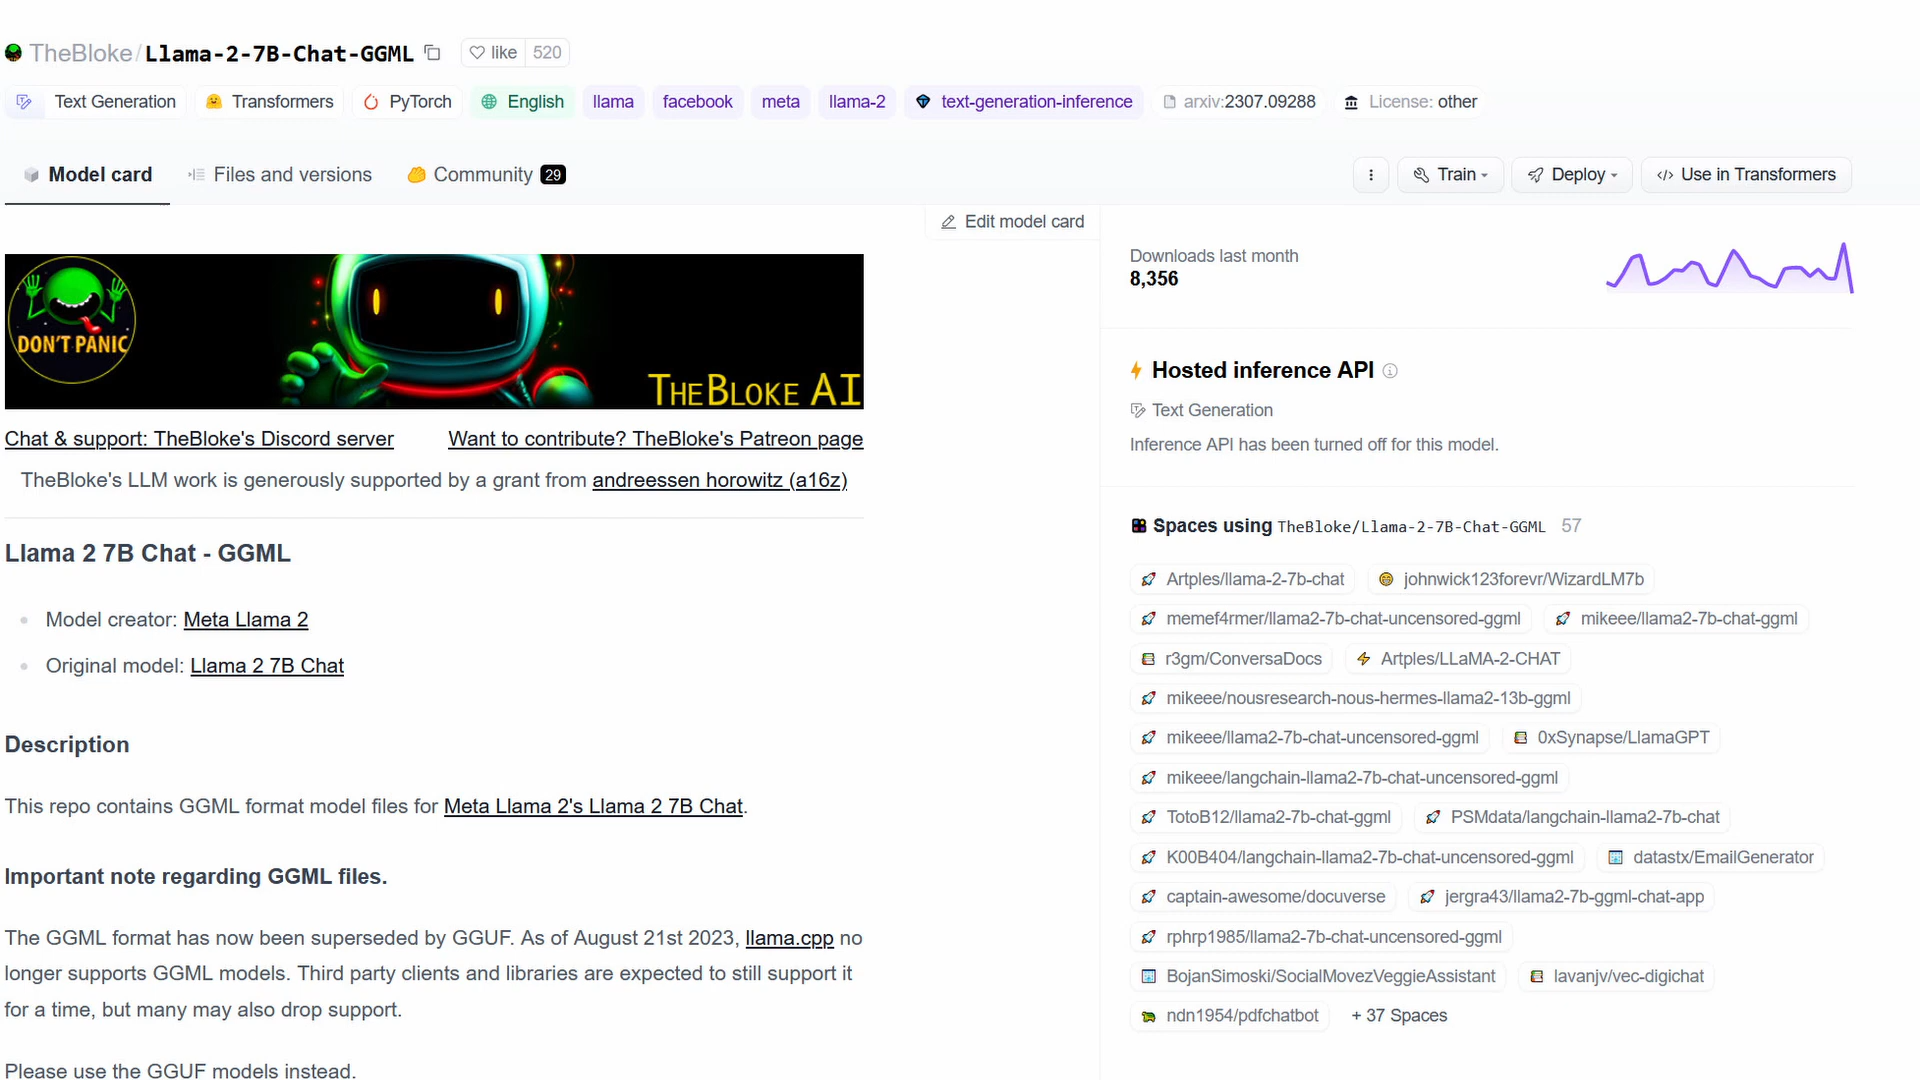 TheBloke/Llama-2-7B-Chat-GGML like 520
Text Generation Transformers PyTorch English llama facebook meta llama-2 text-generation-inference arxiv:2307.09288 License: other
Model card Files and versions Community 29 Train Deploy Use in Transformers
Edit model card
DON'T PANIC
THEBLOKE AI
Chat & support: TheBloke's Discord server Want to contribute? TheBloke's Patreon page
TheBloke's LLM work is generously supported by a grant from andreessen horowitz (a16z)
Llama 2 7B Chat - GGML
Model creator: Meta Llama 2
Original model: Llama 2 7B Chat
Description
This repo contains GGML format model files for Meta Llama 2's Llama 2 7B Chat.
Important note regarding GGML files.
The GGML format has now been superseded by GGUF. As of August 21st 2023, llama.cpp no
longer supports GGML models. Third party clients and libraries are expected to still support it
for a time, but many may also drop support.
Please use the GGUF models instead.
Downloads last month
8,356
Hosted inference API
Text Generation
Inference API has been turned off for this model.
Spaces using TheBloke/Llama-2-7B-Chat-GGML 57
Artples/llama-2-7b-chat johnwick123forevr/WizardLM7b
memef4rmer/llama2-7b-chat-uncensored-ggml mikeee/llama2-7b-chat-ggml
r3gm/ConversaDocs Artples/LLaMA-2-CHAT
mikeee/nousresearch-nous-hermes-llama2-13b-ggml
mikeee/llama2-7b-chat-uncensored-ggml 0xSynapse/LlamaGPT
mikeee/langchain-llama2-7b-chat-uncensored-ggml
TotoB12/llama2-7b-chat-ggml PSMdata/langchain-llama2-7b-chat
K00B404/langchain-llama2-7b-chat-uncensored-ggml datastx/EmailGenerator
captain-awesome/docuverse jergra43/llama2-7b-ggml-chat-app
rphrp1985/llama2-7b-chat-uncensored-ggml
BojanSimoski/SocialMovezVeggieAssistant lavanjv/vec-digichat
ndn1954/pdfchatbot + 37 Spaces